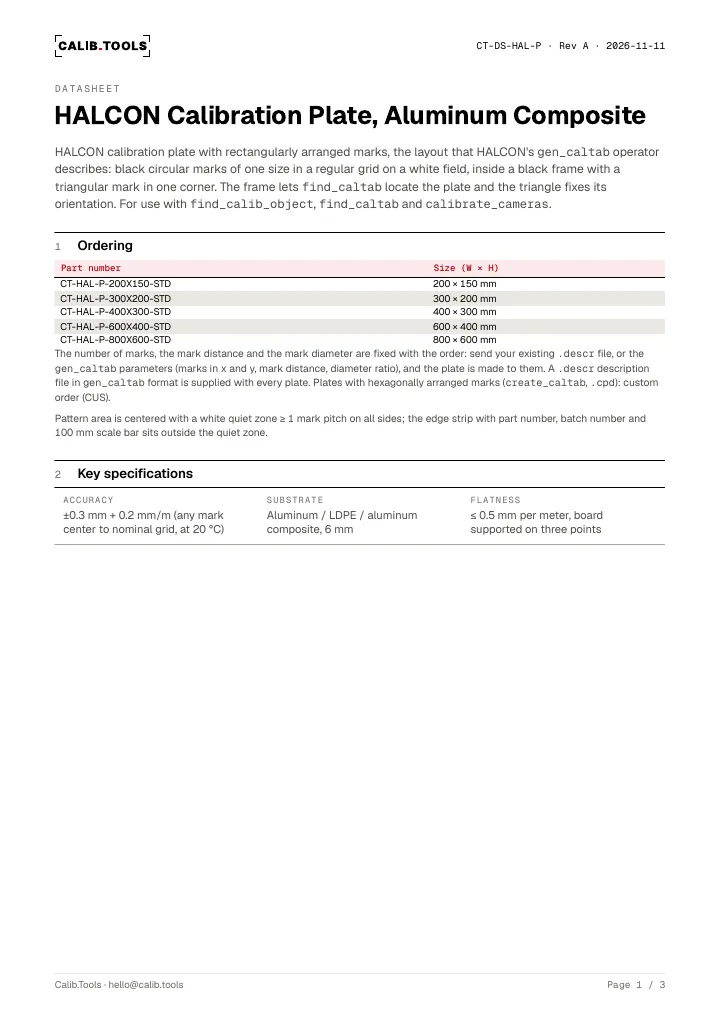 CALIB.TOOLS
CT-DS-HAL-P · Rev A · 2026-11-11
DATASHEET
HALCON Calibration Plate, Aluminum Composite
HALCON calibration plate with rectangularly arranged marks, the layout that HALCON's gen_caltab operator
describes: black circular marks of one size in a regular grid on a white field, inside a black frame with a
triangular mark in one corner. The frame lets find_caltab locate the plate and the triangle fixes its
orientation. For use with find_calib_object, find_caltab and calibrate_cameras.
1 Ordering
Part number Size (W × H)
CT-HAL-P-200X150-STD 200 × 150 mm
CT-HAL-P-300X200-STD 300 × 200 mm
CT-HAL-P-400X300-STD 400 × 300 mm
CT-HAL-P-600X400-STD 600 × 400 mm
CT-HAL-P-800X600-STD 800 × 600 mm
The number of marks, the mark distance and the mark diameter are fixed with the order: send your existing .descr file, or the
gen_caltab parameters (marks in x and y, mark distance, diameter ratio), and the plate is made to them. A .descr description
file in gen_caltab format is supplied with every plate. Plates with hexagonally arranged marks (create_caltab, .cpd): custom
order (CUS).
Pattern area is centered with a white quiet zone ≥ 1 mark pitch on all sides; the edge strip with part number, batch number and
100 mm scale bar sits outside the quiet zone.
2 Key specifications
ACCURACY SUBSTRATE FLATNESS
±0.3 mm + 0.2 mm/m (any mark Aluminum / LDPE / aluminum ≤ 0.5 mm per meter, board
center to nominal grid, at 20 °C) composite, 6 mm supported on three points
Calib.Tools · hello@calib.tools Page 1 / 3